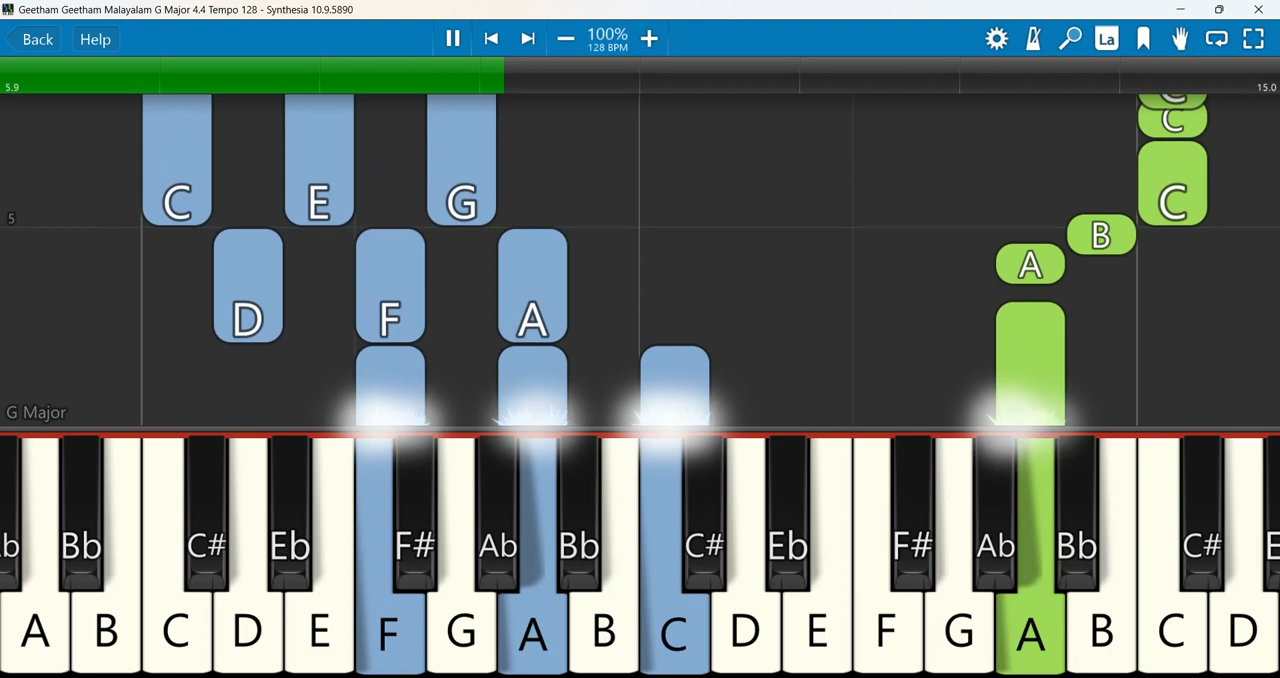 Geetham Geetham Malayalam G Major 4.4 Tempo 128 - Synthesia 10.9.5890
Back Help 100% La
128 BPM
5.9 15.0
C
C
C E G C
5
B
A
D F A
G Major
Bb C# Eb F# Ab Bb C# Eb F# Ab Bb C#
A B C D E F G A B C D E F G A B C D